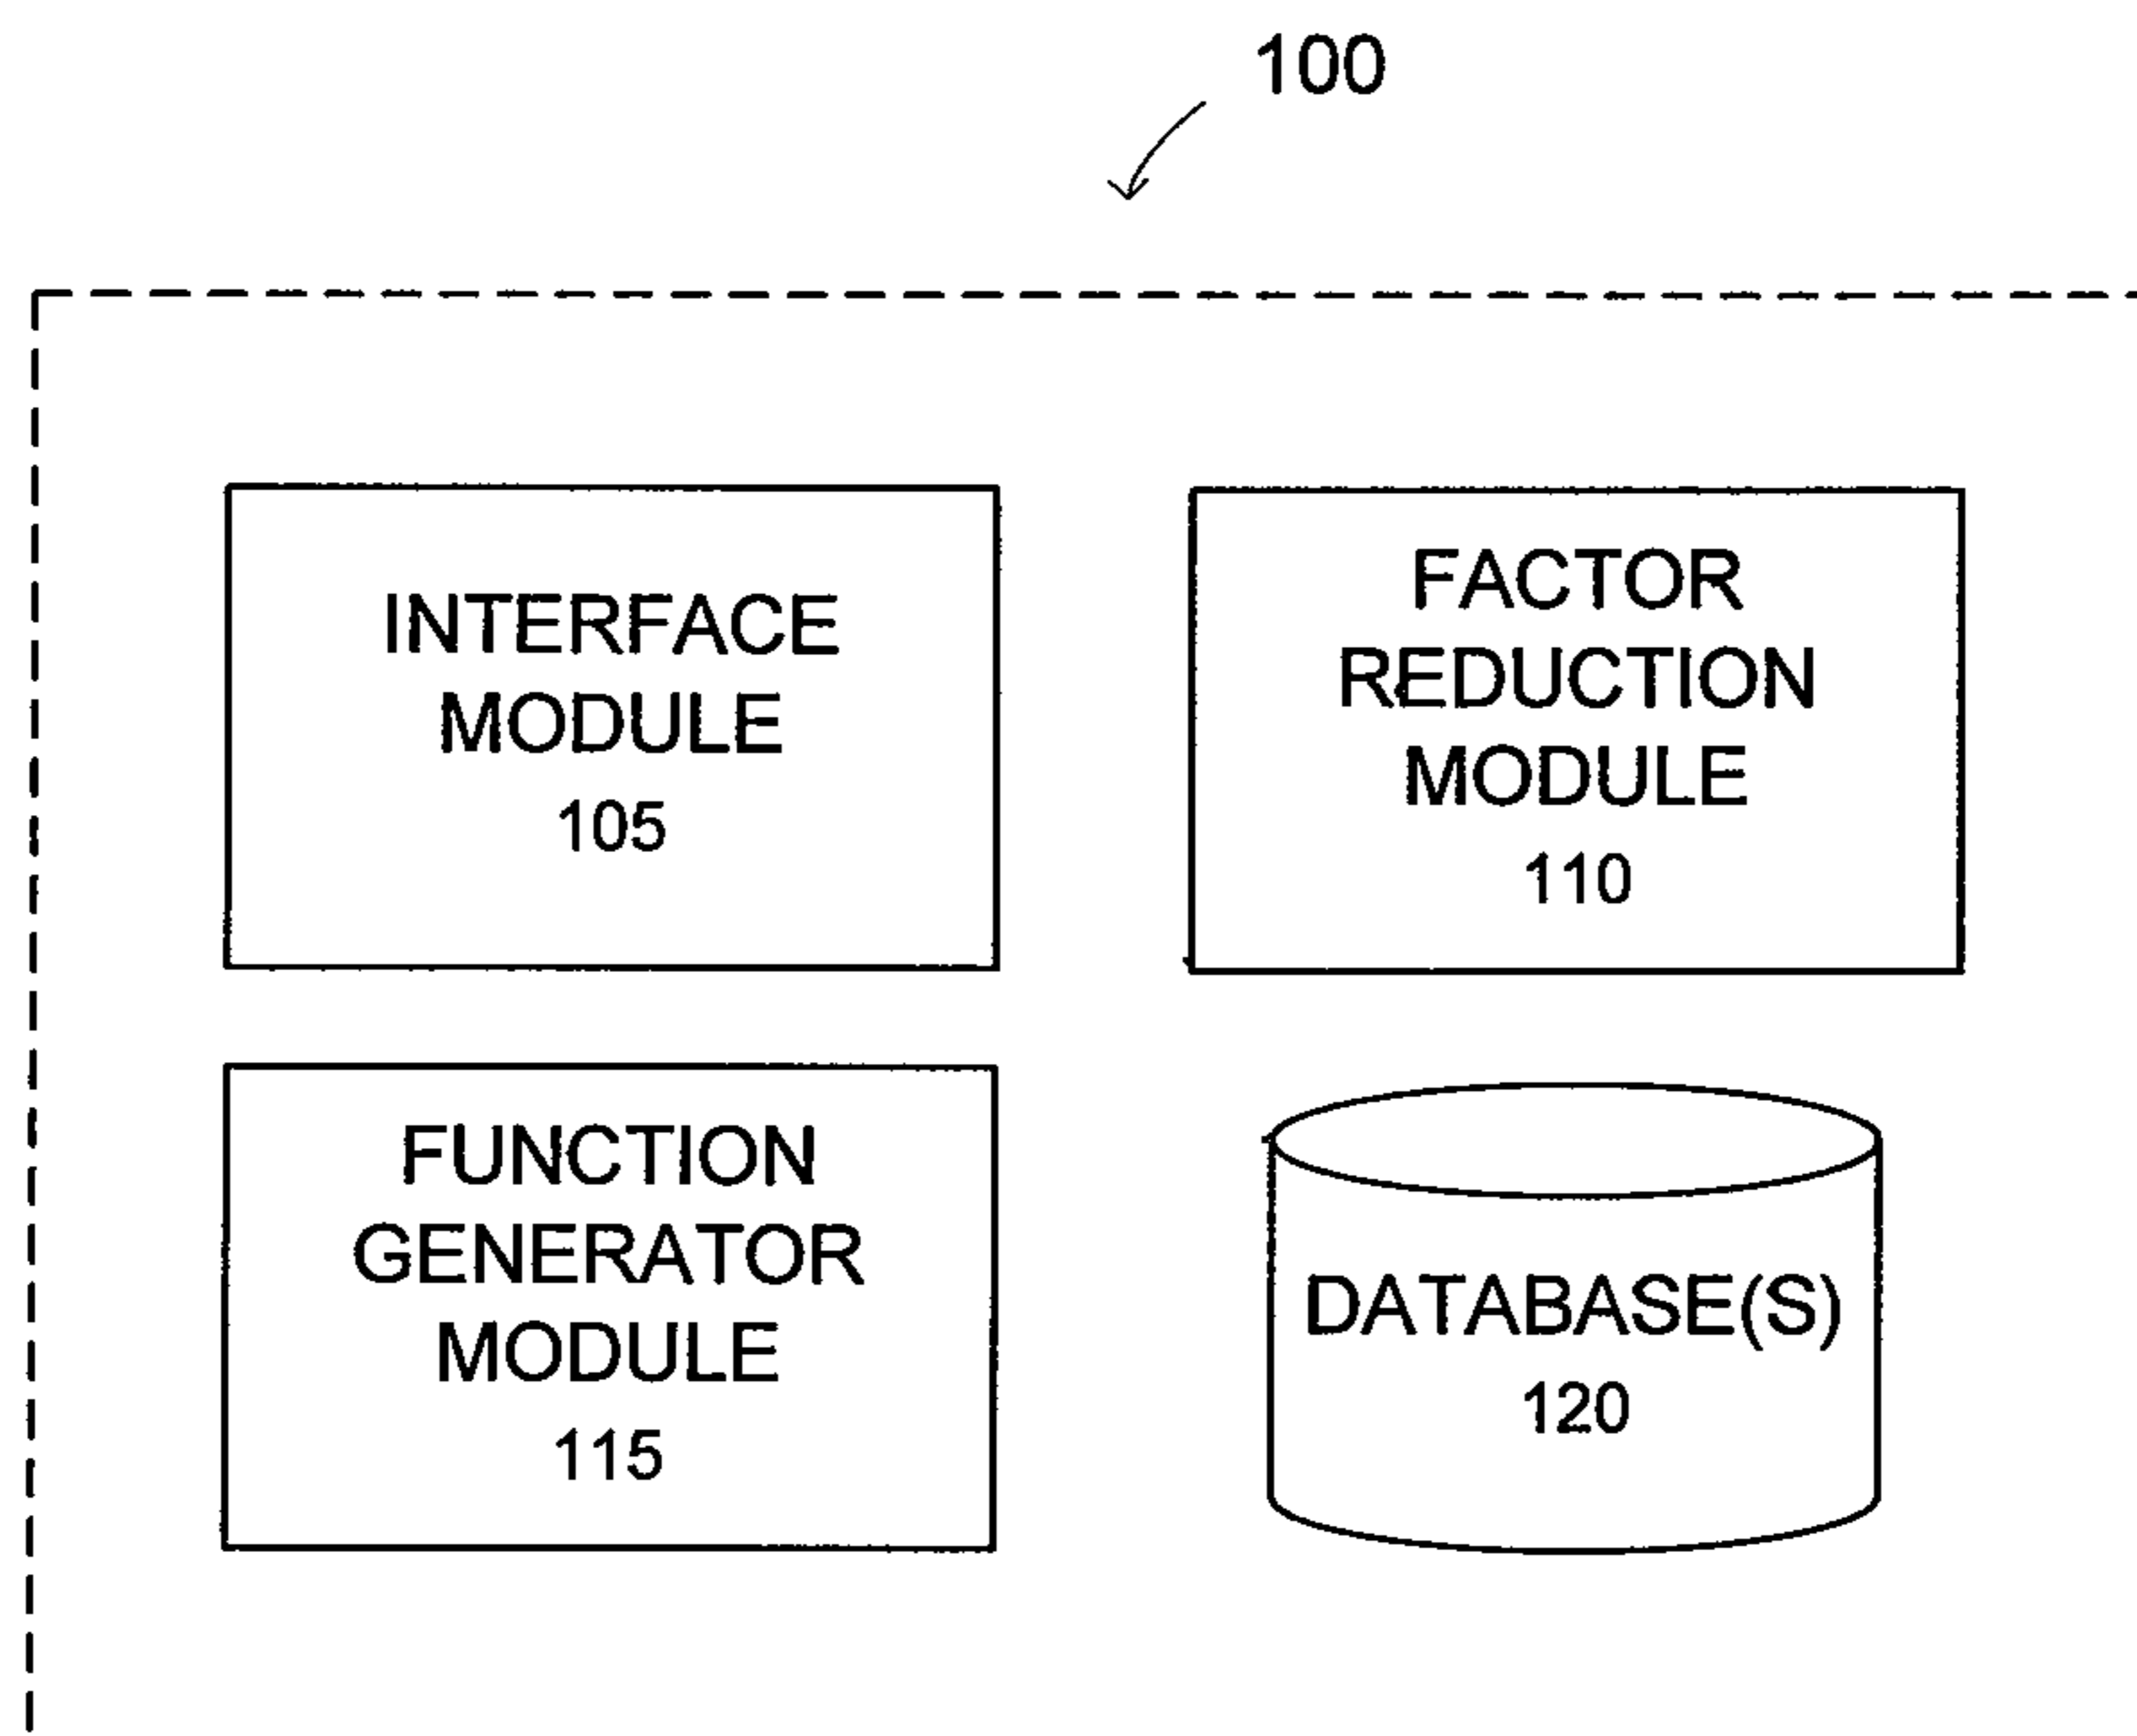 100
INTERFACE
MODULE
105
FACTOR
REDUCTION
MODULE
110
FUNCTION
GENERATOR
MODULE
115
DATABASE(S)
120